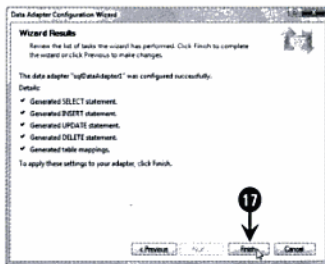 Data Adapter Configuration Wizard
Wizard Results
Review the list of tasks the wizard has performed. Click Finish to complete
the wizard or click Previous to make changes.
The data adapter "sqlDataAdapter1" was configured successfully.
Details:
Generated SELECT statement.
Generated INSERT statement.
Generated UPDATE statement.
Generated DELETE statement.
Generated table mappings.
To apply these settings to your adapter, click Finish.
17
< Previous
Finish
Cancel